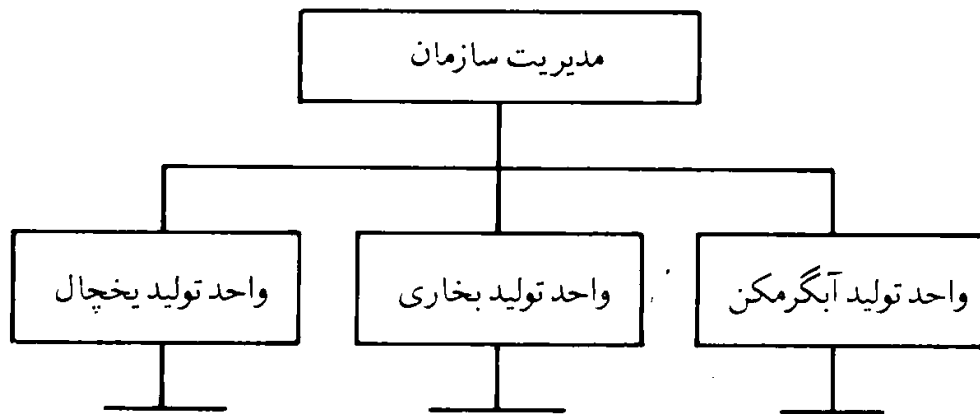 مدیریت سازمان
واحد تولید آبگرمکن
واحد تولید بخاری
واحد تولید یخچال